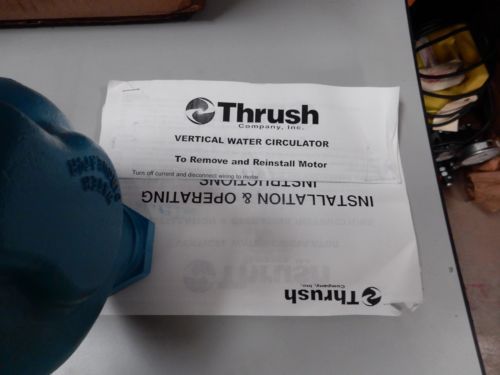 Thrush
Company, Inc.
VERTICAL WATER CIRCULATOR
To Remove and Reinstall Motor
Turn off current and disconnect wiring to motor.
INSTALLATION & OPERATING
INSTRUCTIONS
Thrush
Company, Inc.